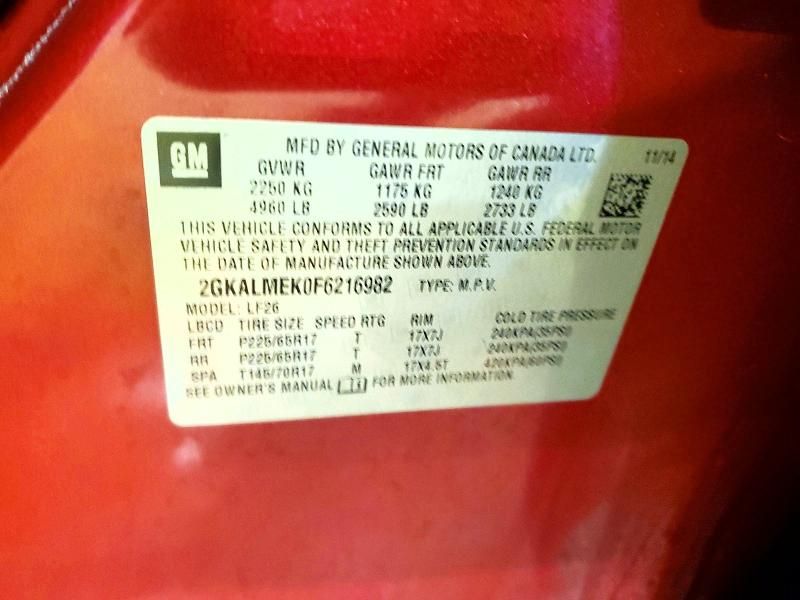 GM
MFD BY GENERAL MOTORS OF CANADA LTD. 11/14
GVWR GAWR FRT GAWR RR
2250 KG 1175 KG 1240 KG
4960 LB 2590 LB 2733 LB
THIS VEHICLE CONFORMS TO ALL APPLICABLE U.S. FEDERAL MOTOR
VEHICLE SAFETY AND THEFT PREVENTION STANDARDS IN EFFECT ON
THE DATE OF MANUFACTURE SHOWN ABOVE.
2GKALMEK0F6216982 TYPE: M.P.V.
MODEL: LF26
LBCD TIRE SIZE SPEED RTG RIM COLD TIRE PRESSURE
FRT P225/65R17 T 17X7J 240KPA(35PSI)
RR P225/65R17 T 17X7J 240KPA(35PSI)
SPA T145/70R17 M 17X4.5T 420KPA(60PSI)
SEE OWNER'S MANUAL FOR MORE INFORMATION.